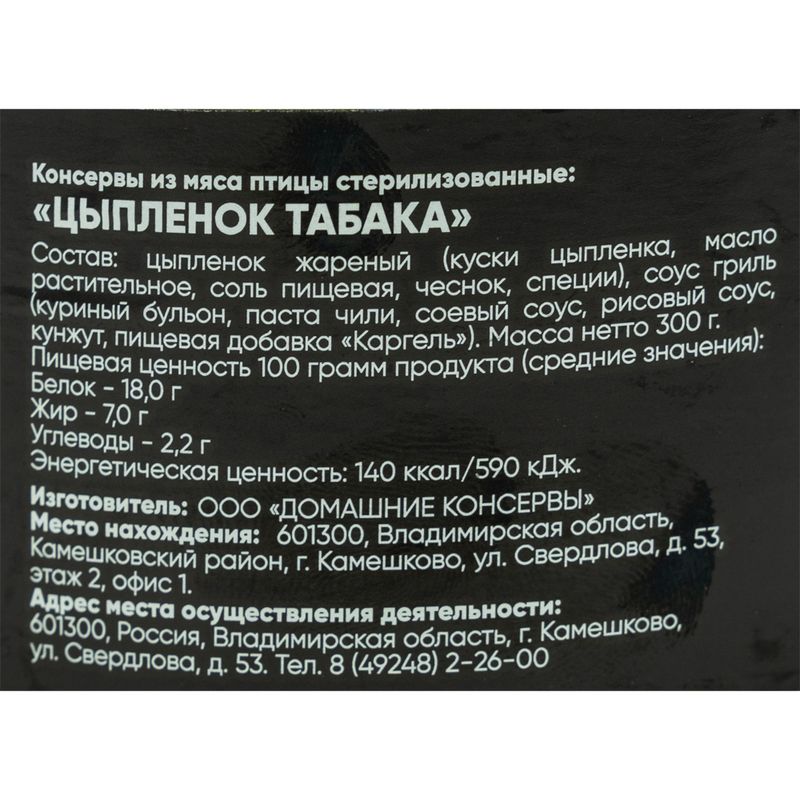 Консервы из мяса птицы стерилизованные:
«ЦЫПЛЕНОК ТАБАКА»
Состав: цыпленок жареный (куски цыпленка, масло
растительное, соль пищевая, чеснок, специи), соус гриль
(куриный бульон, паста чили, соевый соус, рисовый соус,
кунжут, пищевая добавка «Каргель»). Масса нетто 300 г.
Пищевая ценность 100 грамм продукта (средние значения):
Белок - 18,0 г
Жир - 7,0 г
Углеводы - 2,2 г
Энергетическая ценность: 140 ккал/590 кДж.
Изготовитель: ООО «ДОМАШНИЕ КОНСЕРВЫ»
Место нахождения: 601300, Владимирская область,
Камешковский район, г. Камешково, ул. Свердлова, д. 53,
этаж 2, офис 1.
Адрес места осуществления деятельности:
601300, Россия, Владимирская область, г. Камешково,
ул. Свердлова, д. 53. Тел. 8 (49248) 2-26-00